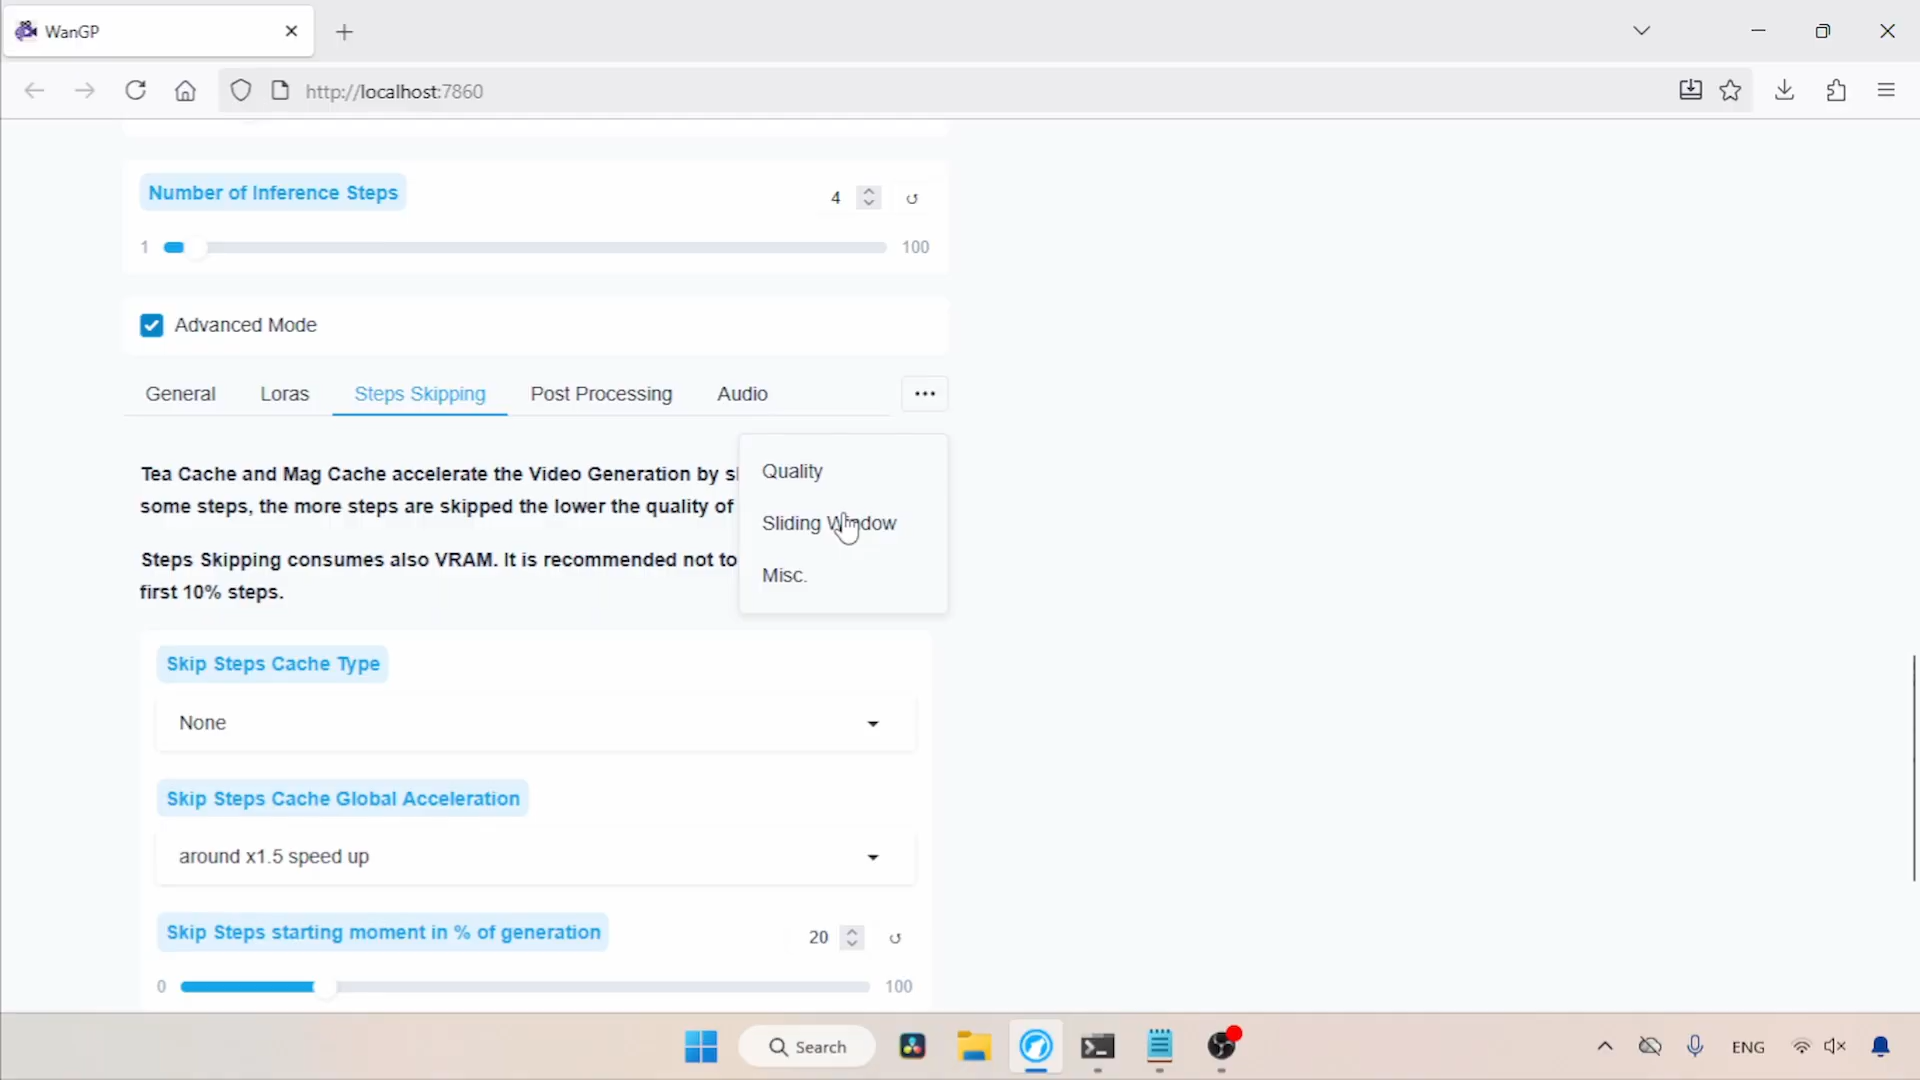 WanGP
http://localhost:7860
Number of Inference Steps
4
1
100
Advanced Mode
General
Loras
Steps Skipping
Post Processing
Audio
Quality
Sliding Window
Misc.
Tea Cache and Mag Cache accelerate the Video Generation by
some steps, the more steps are skipped the lower the quality of
Steps Skipping consumes also VRAM. It is recommended not to
first 10% steps.
Skip Steps Cache Type
None
Skip Steps Cache Global Acceleration
around x1.5 speed up
Skip Steps starting moment in % of generation
20
0
100
Search
ENG